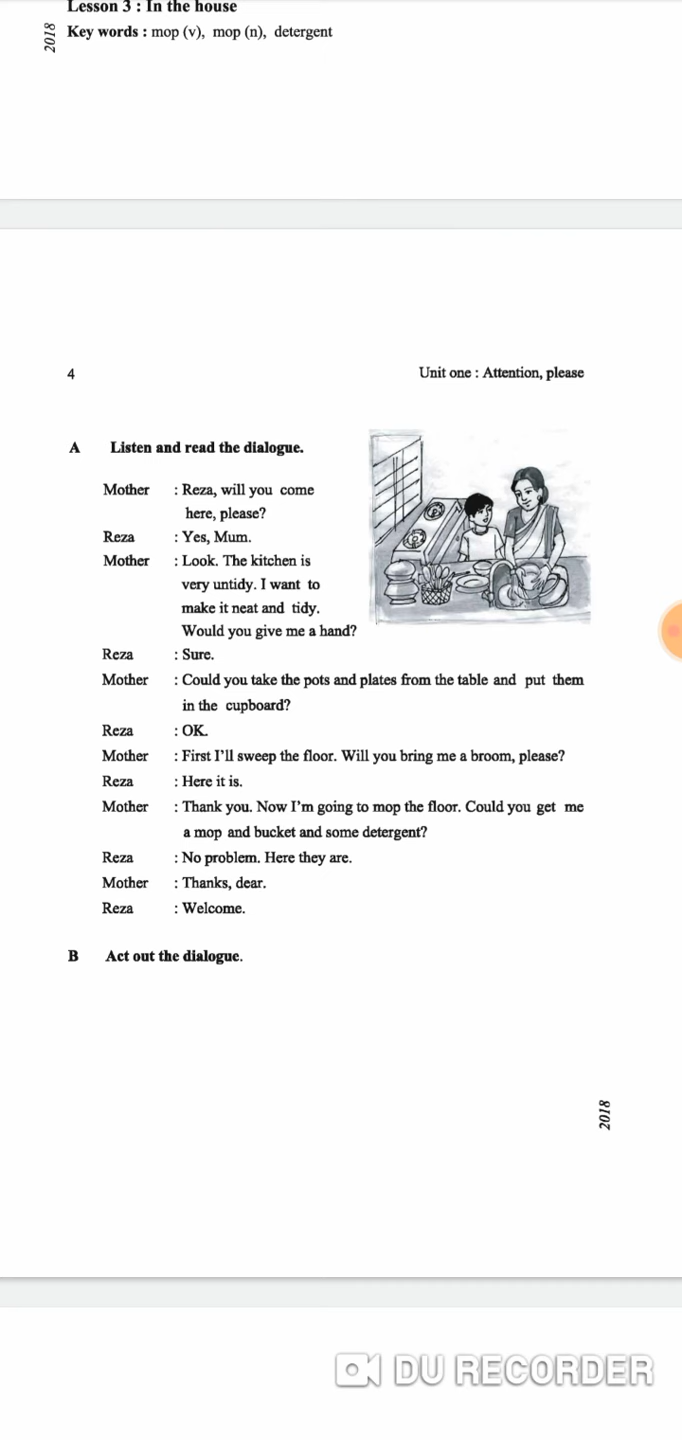 Lesson 3 : In the house
2018
Key words : mop (v), mop (n), detergent
4
Unit one : Attention, please
A Listen and read the dialogue.
Mother : Reza, will you come
here, please?
Reza : Yes, Mum.
Mother : Look. The kitchen is
very untidy. I want to
make it neat and tidy.
Would you give me a hand?
Reza : Sure.
Mother : Could you take the pots and plates from the table and put them
in the cupboard?
Reza : OK.
Mother : First I'll sweep the floor. Will you bring me a broom, please?
Reza : Here it is.
Mother : Thank you. Now I'm going to mop the floor. Could you get me
a mop and bucket and some detergent?
Reza : No problem. Here they are.
Mother : Thanks, dear.
Reza : Welcome.
B Act out the dialogue.
2018
DU RECORDER